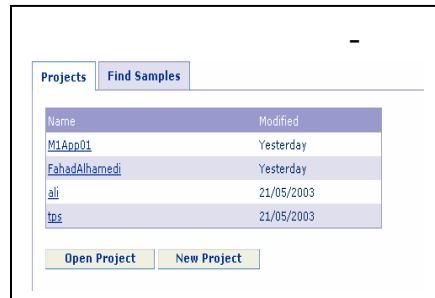 -
Projects Find Samples
Name Modified
M1App01 Yesterday
FahadAlhamedi Yesterday
ali 21/05/2003
tps 21/05/2003
Open Project New Project